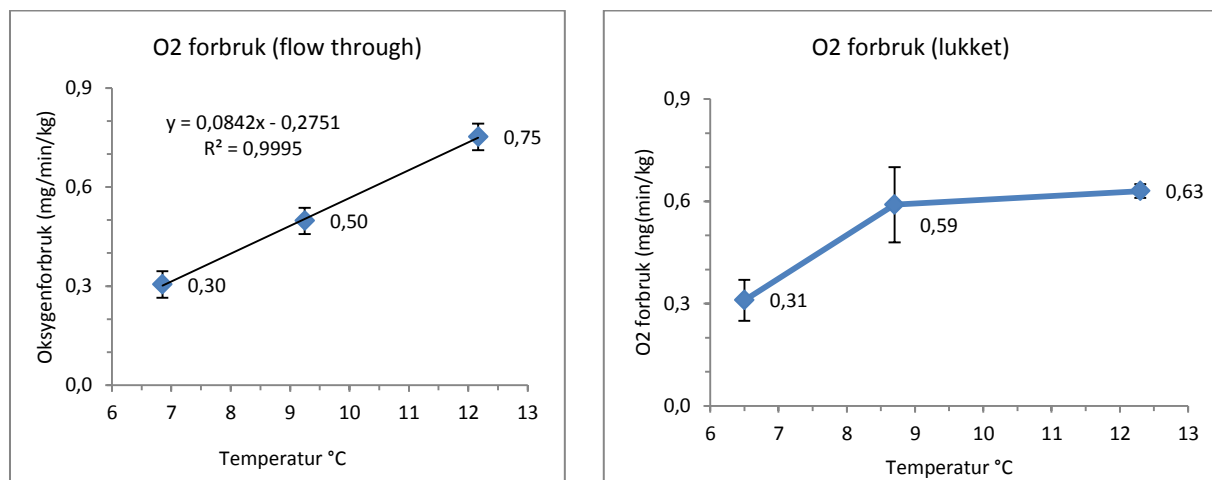 O2 forbruk (flow through)
Oksygenforbruk (mg/min/kg)
0,9
0,6
0,3
0,0
y = 0,0842x - 0,2751
R² = 0,9995
0,75
0,50
0,30
6 7 8 9 10 11 12 13
Temperatur °C
O2 forbruk (lukket)
O2 forbruk (mg(min/kg)
0,9
0,6
0,3
0,0
0,63
0,59
0,31
6 7 8 9 10 11 12 13
Temperatur °C